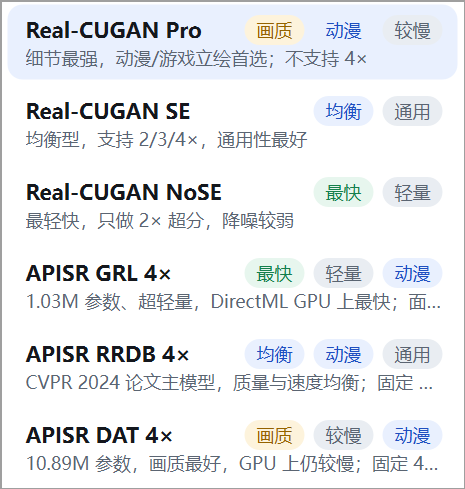 Real-CUGAN Pro 画质 动漫 较慢
细节最强，动漫/游戏立绘首选；不支持 4×
Real-CUGAN SE 均衡 通用
均衡型，支持 2/3/4×，通用性最好
Real-CUGAN NoSE 最快 轻量
最轻快，只做 2× 超分，降噪较弱
APISR GRL 4× 最快 轻量 动漫
1.03M 参数、超轻量，DirectML GPU 上最快；面...
APISR RRDB 4× 均衡 动漫 通用
CVPR 2024 论文主模型，质量与速度均衡；固定 ...
APISR DAT 4× 画质 较慢 动漫
10.89M 参数，画质最好，GPU 上仍较慢；固定 4...